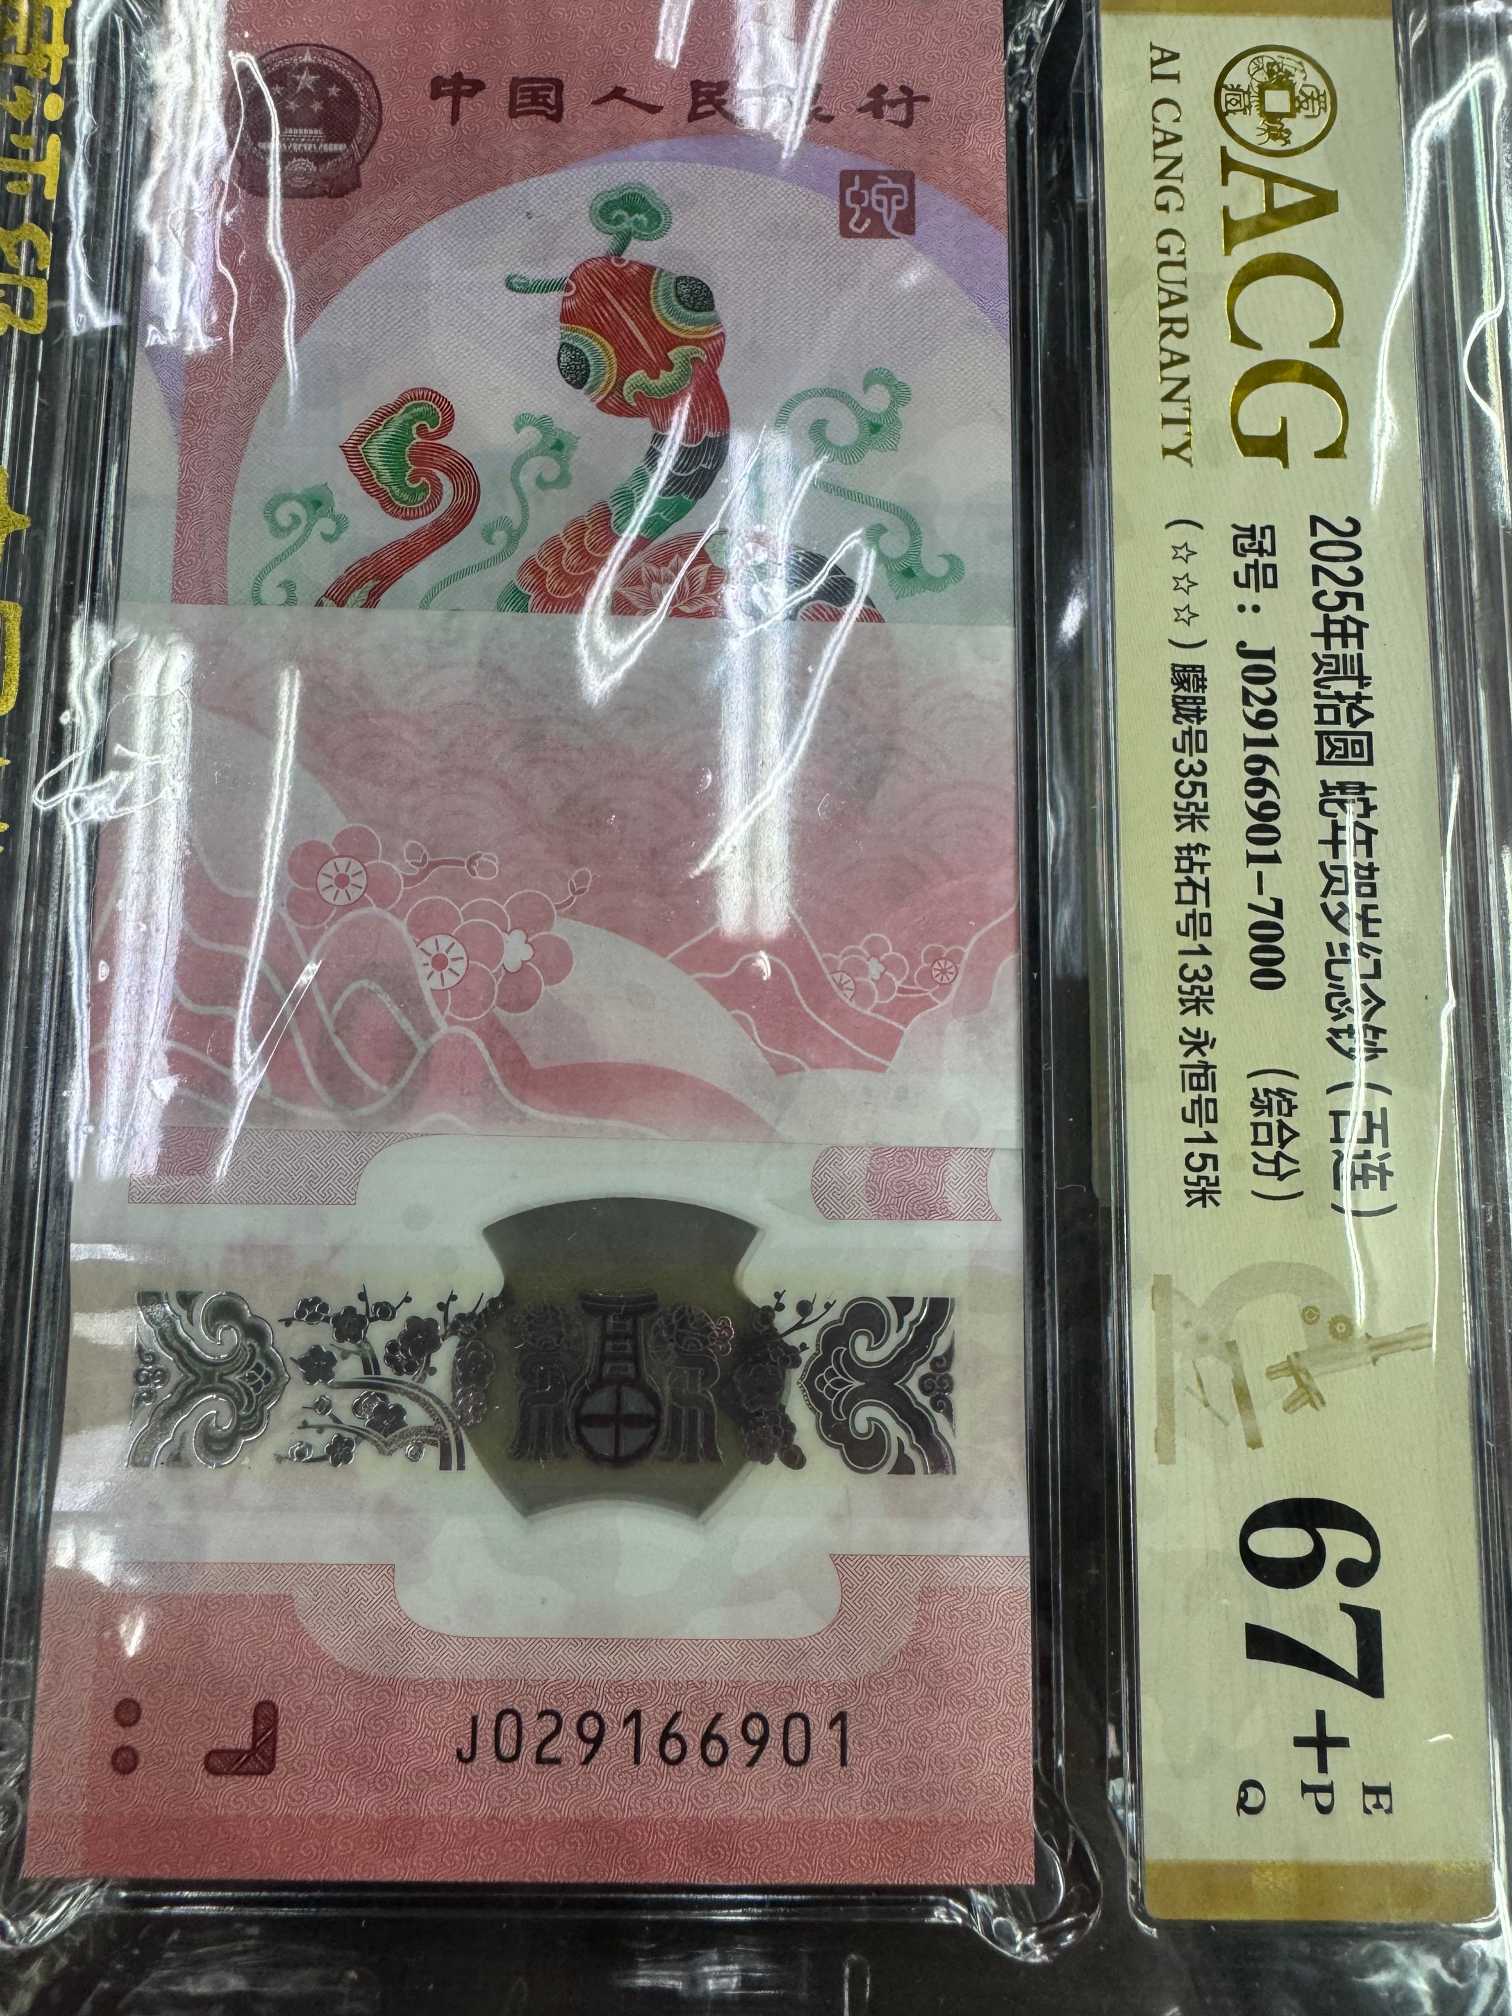 中国人民银行
蛇
J029166901
ACG
AI CANG GUARANTY
2025年贰拾圆 蛇年贺岁纪念钞（百连）
冠号：J029166901-7000 （综合分）
（☆☆☆）朦胧号35张 钻石号13张 永恒号15张
67+
E
P
Q